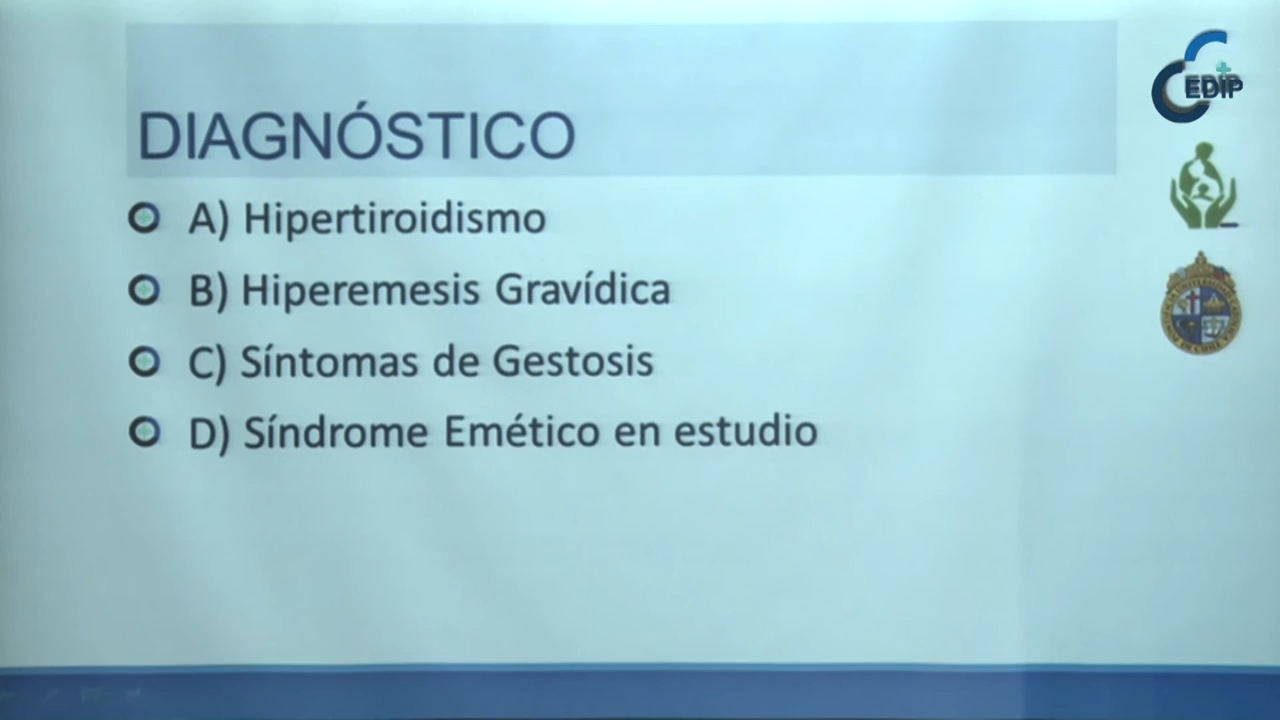 DIAGNÓSTICO
A) Hipertiroidismo
B) Hiperemesis Gravídica
C) Síntomas de Gestosis
D) Síndrome Emético en estudio
EDIP